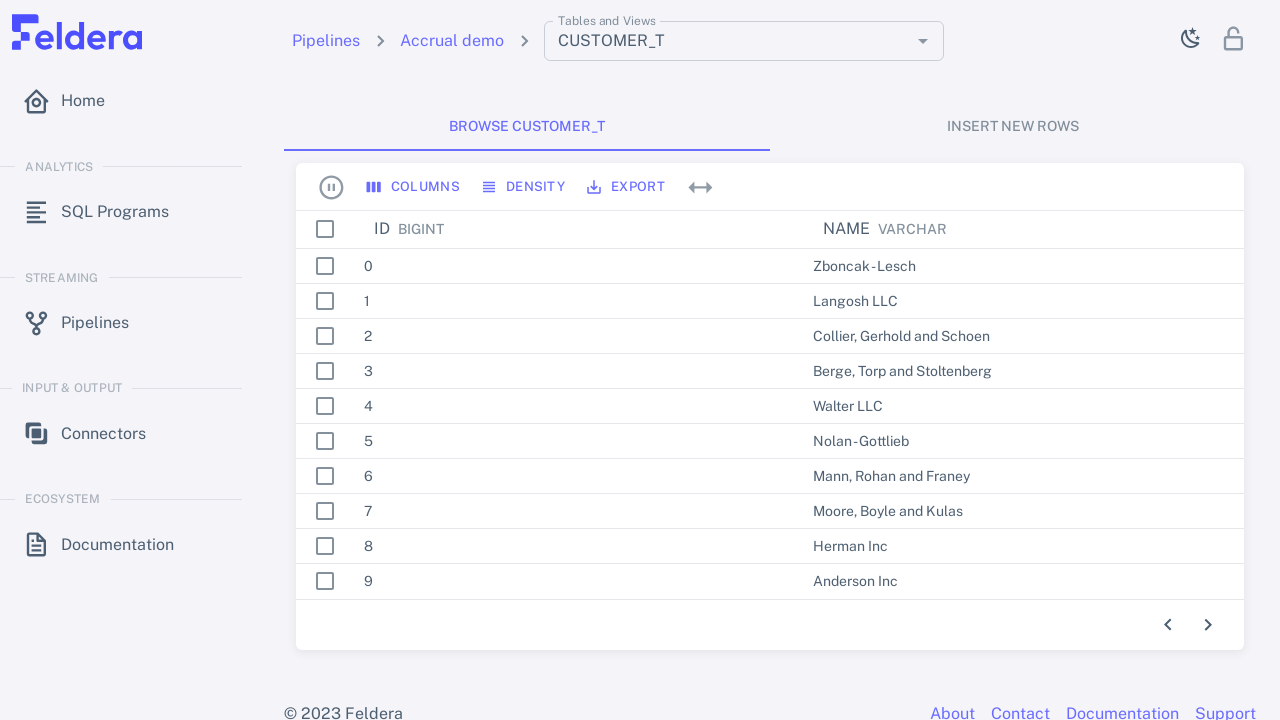 Feldera
Pipelines
Accrual demo
Tables and Views
CUSTOMER_T
Home
ANALYTICS
SQL Programs
STREAMING
Pipelines
INPUT & OUTPUT
Connectors
ECOSYSTEM
Documentation
BROWSE CUSTOMER_T
INSERT NEW ROWS
COLUMNS
DENSITY
EXPORT
ID BIGINT NAME VARCHAR
0 Zboncak-Lesch
1 Langosh LLC
2 Collier, Gerhold and Schoen
3 Berge, Torp and Stoltenberg
4 Walter LLC
5 Nolan-Gottlieb
6 Mann, Rohan and Franey
7 Moore, Boyle and Kulas
8 Herman Inc
9 Anderson Inc
© 2023 Feldera
About Contact Documentation Support